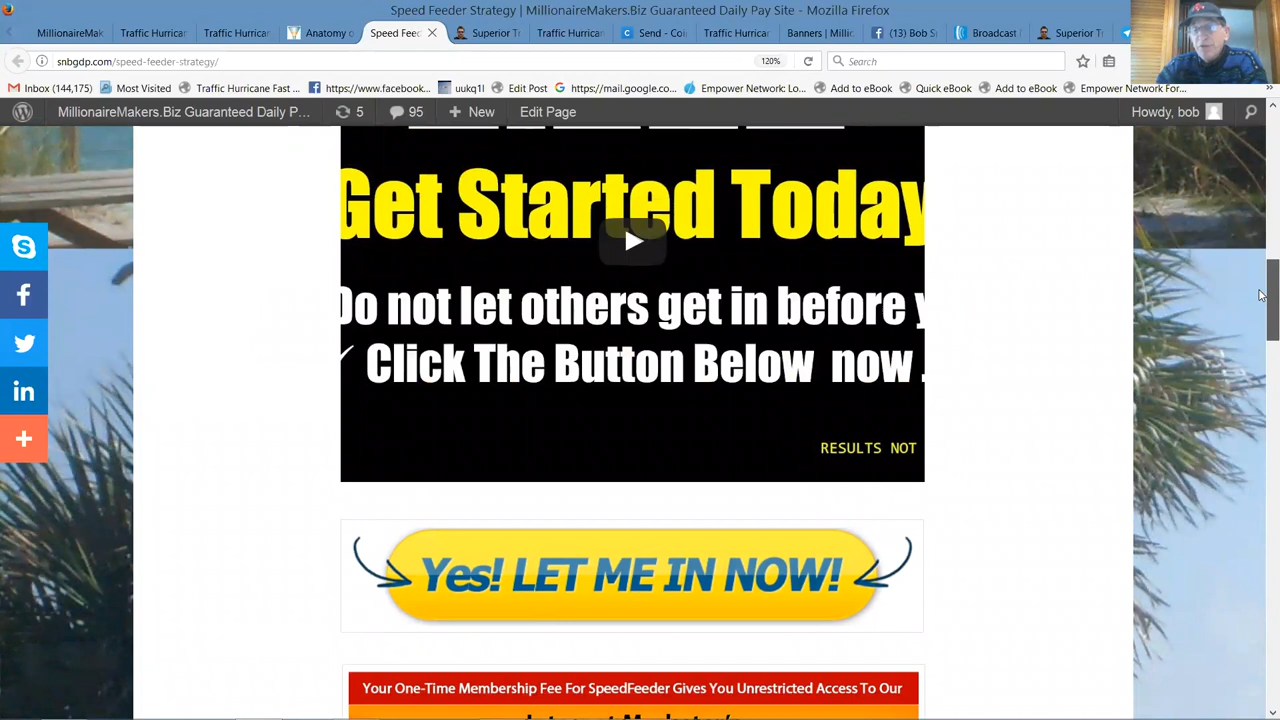 Speed Feeder Strategy | MillionaireMakers.Biz Guaranteed Daily Pay Site - Mozilla Firefox
MillionaireMak Traffic Hurricar Traffic Hurrica Anatomy o Speed Feec Superior Tr Traffic Hurrica Send - Coi Traffic Hurrica Banners | Millic (13) Bob S Broadcast Superior Tr
snbgdp.com/speed-feeder-strategy/ 120% Search
Inbox (144,175) Most Visited Traffic Hurricane Fast... https://www.facebook... uukq1l Edit Post https://mail.google.co... Empower Network: Lo... Add to eBook Quick eBook Add to eBook Empower Network For...
MillionaireMakers.Biz Guaranteed Daily P... 5 95 New Edit Page Howdy, bob
Get Started Today
Do not let others get in before y
Click The Button Below now .
RESULTS NOT
Yes! LET ME IN NOW!
Your One-Time Membership Fee For SpeedFeeder Gives You Unrestricted Access To Our